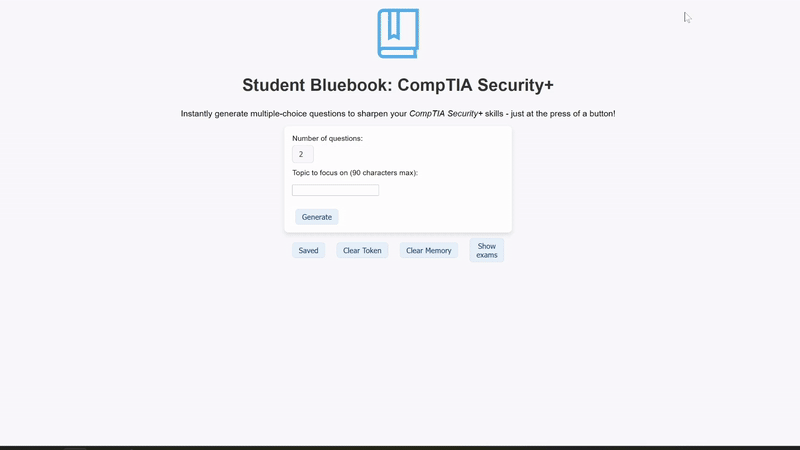 Student Bluebook: CompTIA Security+
Instantly generate multiple-choice questions to sharpen your CompTIA Security+ skills - just at the press of a button!
Number of questions:
2
Topic to focus on (90 characters max):
Generate
Saved
Clear Token
Clear Memory
Show
exams